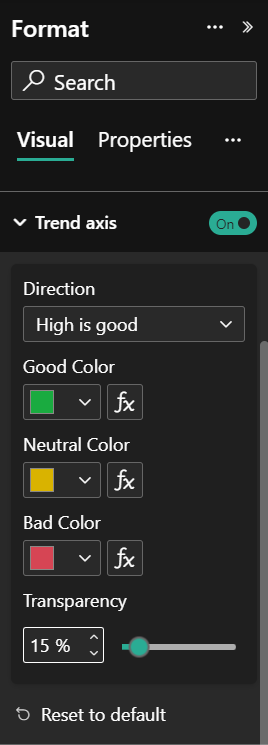 Format
Search
Visual Properties
Trend axis On
Direction
High is good
Good Color
fx
Neutral Color
fx
Bad Color
fx
Transparency
15 %
Reset to default